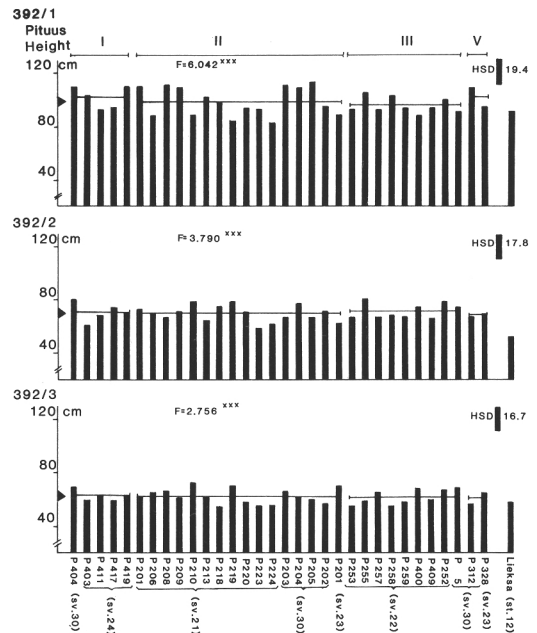 392/1
Pituus
Height
I II III V
120 cm
F=6.042 xxx
HSD 19.4
80
40
392/2
120 cm
F=3.790 xxx
HSD 17.8
80
40
392/3
120 cm
F=2.756 xxx
HSD 16.7
80
40
P 404 (sv.30)
P 403
P 411
P 417
P 419
(sv.24)
P 201
P 206
P 208
P 209
P 210
P 213
P 218
P 219
P 220
P 223
P 224
(sv.21)
P 203
P 204 (sv.30)
P 205
P 202
P 201 (sv.23)
P 253
P 255
P 257
P 258 (sv.22)
P 259
P 400
P 409
P 252
P 5
P 312 (sv.30)
P 328 (sv.23)
Lieksa (st.12)